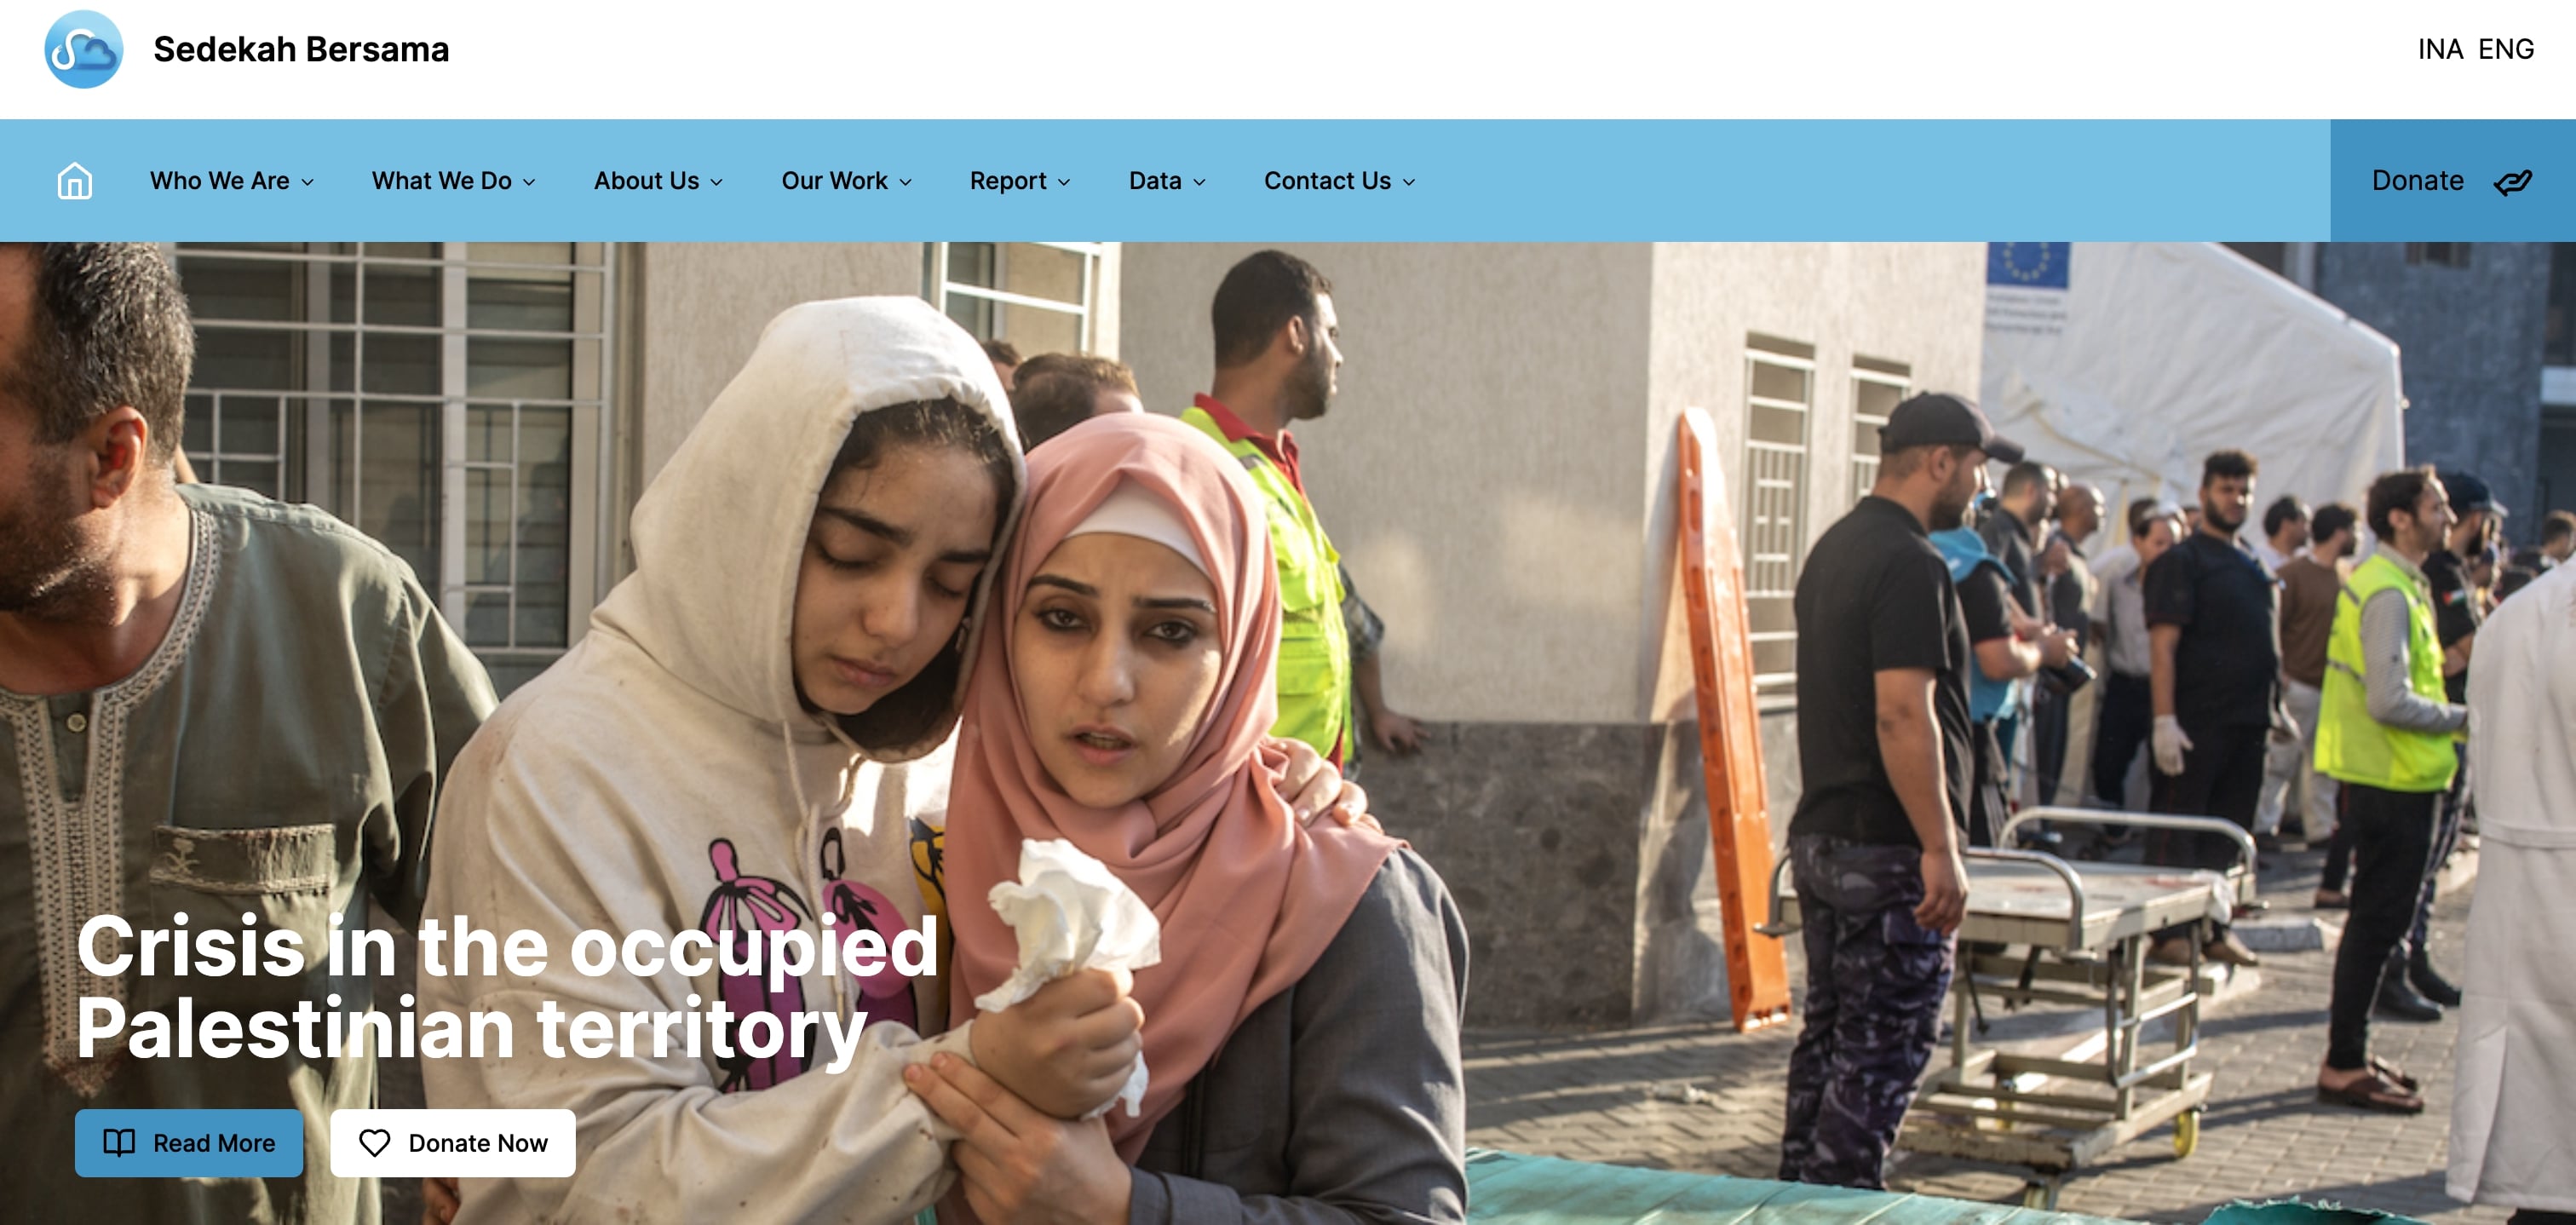 Sedekah Bersama
INA ENG
Who We Are
What We Do
About Us
Our Work
Report
Data
Contact Us
Donate
Crisis in the occupied
Palestinian territory
Read More
Donate Now